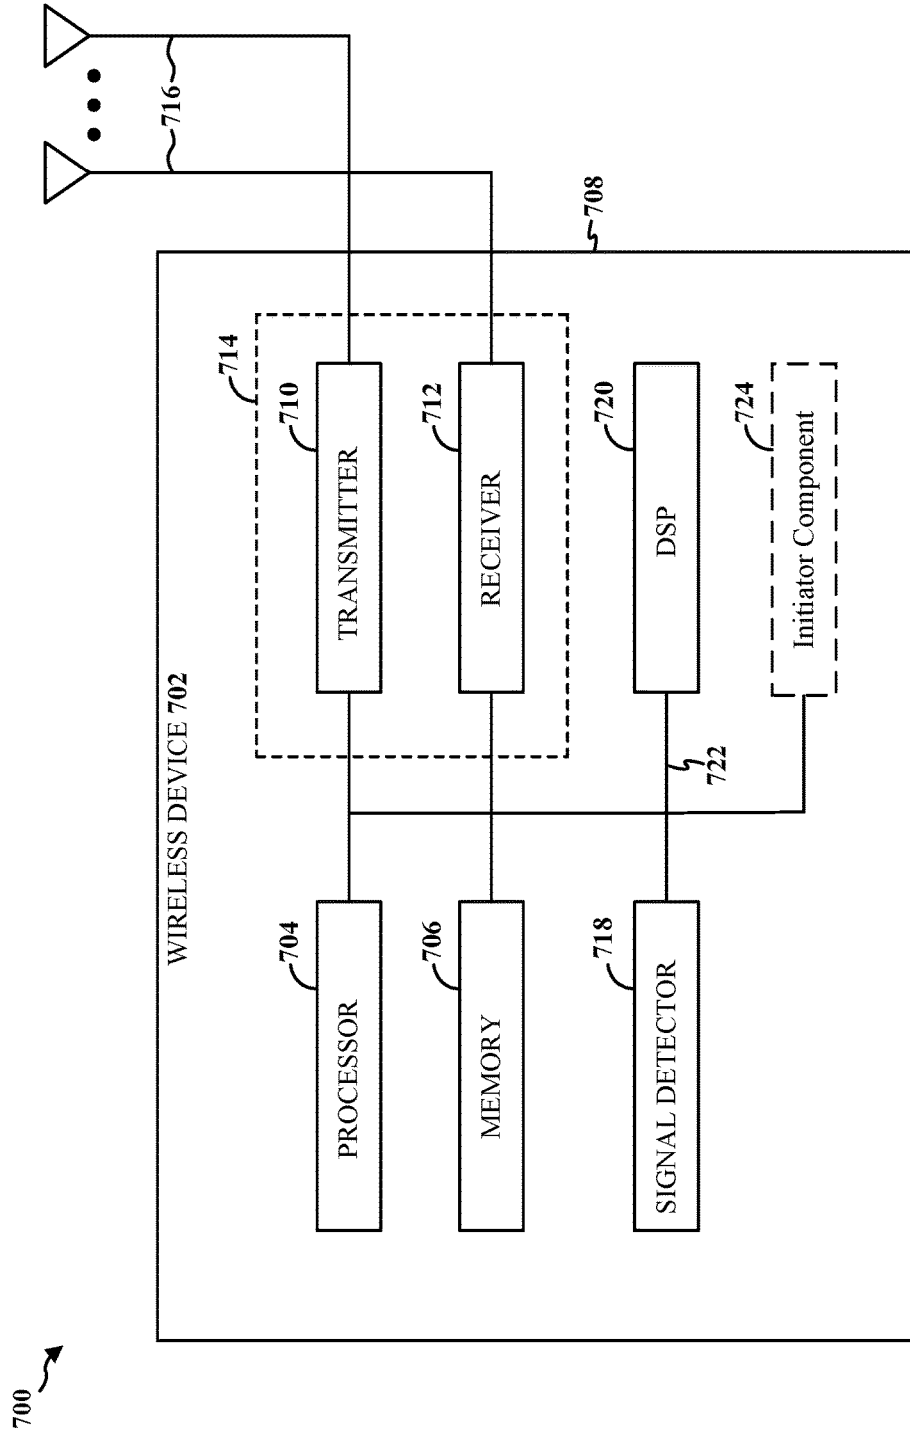 700
WIRELESS DEVICE 702
708
716
714
704
PROCESSOR
710
TRANSMITTER
706
MEMORY
712
RECEIVER
718
SIGNAL DETECTOR
722
720
DSP
724
Initiator Component